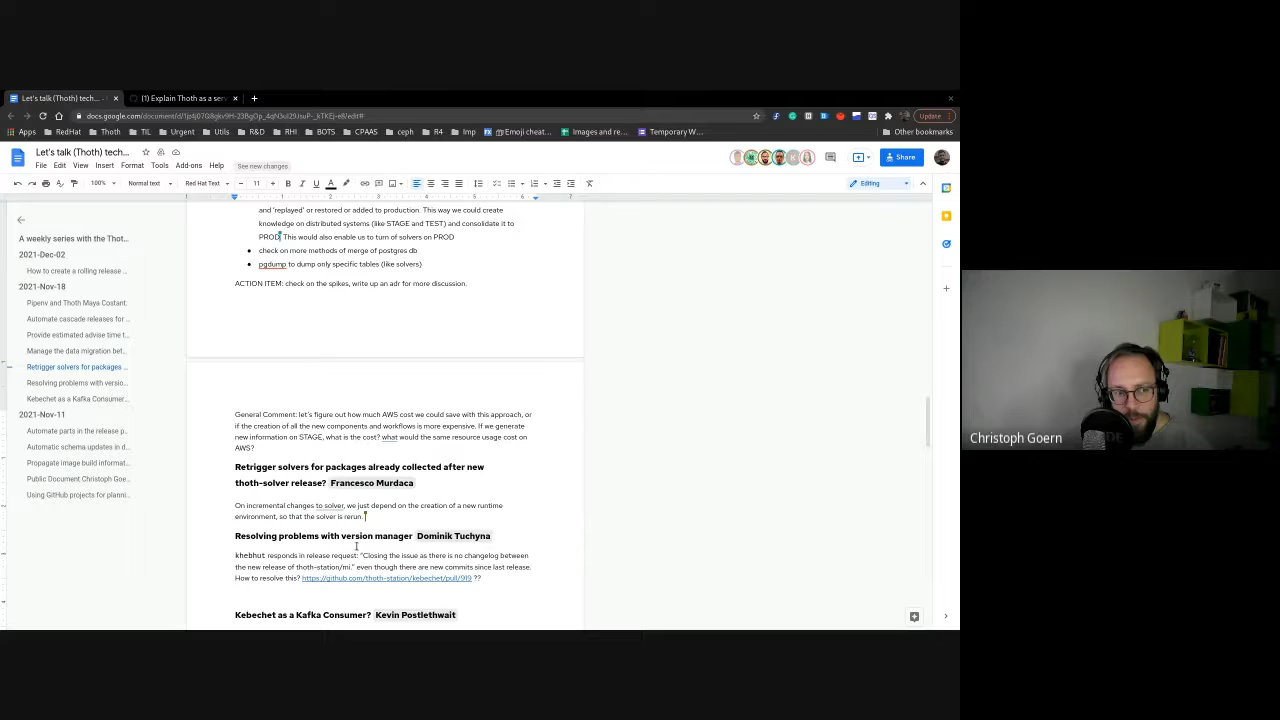 Let's talk (Thoth) tech...
(1) Explain Thoth as a serv
Update
Apps
RedHat
Thoth
TIL
Urgent
Utils
R&D
RHI
BOTS
CPAAS
ceph
R4
Imp
Emoji cheat...
Images and re...
Temporary W...
Other bookmarks
Let's talk (Thoth) tech...
File Edit View Insert Format Tools Add-ons Help
See new changes
Share
100%
Normal text
Red Hat Text
11
Editing
A weekly series with the Thot...
2021-Dec-02
How to create a rolling release ...
2021-Nov-18
Pipenv and Thoth Maya Costant...
Automate cascade releases for ...
Provide estimated advise time t...
Manage the data migration bet...
Retrigger solvers for packages ...
Resolving problems with versio...
Kebechet as a Kafka Consumer...
2021-Nov-11
Automate parts in the release p...
Automatic schema updates in d...
Propagate image build informat...
Public Document Christoph Goe...
Using GitHub projects for planni...
and 'replayed' or restored or added to production. This way we could create
knowledge on distributed systems (like STAGE and TEST) and consolidate it to
PROD. This would also enable us to turn of solvers on PROD
● check on more methods of merge of postgres db
● pgdump to dump only specific tables (like solvers)
ACTION ITEM: check on the spikes, write up an adr for more discussion.
General Comment: let's figure out how much AWS cost we could save with this approach, or
if the creation of all the new components and workflows is more expensive. If we generate
new information on STAGE, what is the cost? what would the same resource usage cost on
AWS?
Retrigger solvers for packages already collected after new
thoth-solver release? Francesco Murdaca
On incremental changes to solver, we just depend on the creation of a new runtime
environment, so that the solver is rerun.
Resolving problems with version manager Dominik Tuchyna
khebhut responds in release request: "Closing the issue as there is no changelog between
the new release of thoth-station/mi." even though there are new commits since last release.
How to resolve this? https://github.com/thoth-station/kebechet/pull/919 ??
Kebechet as a Kafka Consumer? Kevin Postlethwait
Christoph Goern